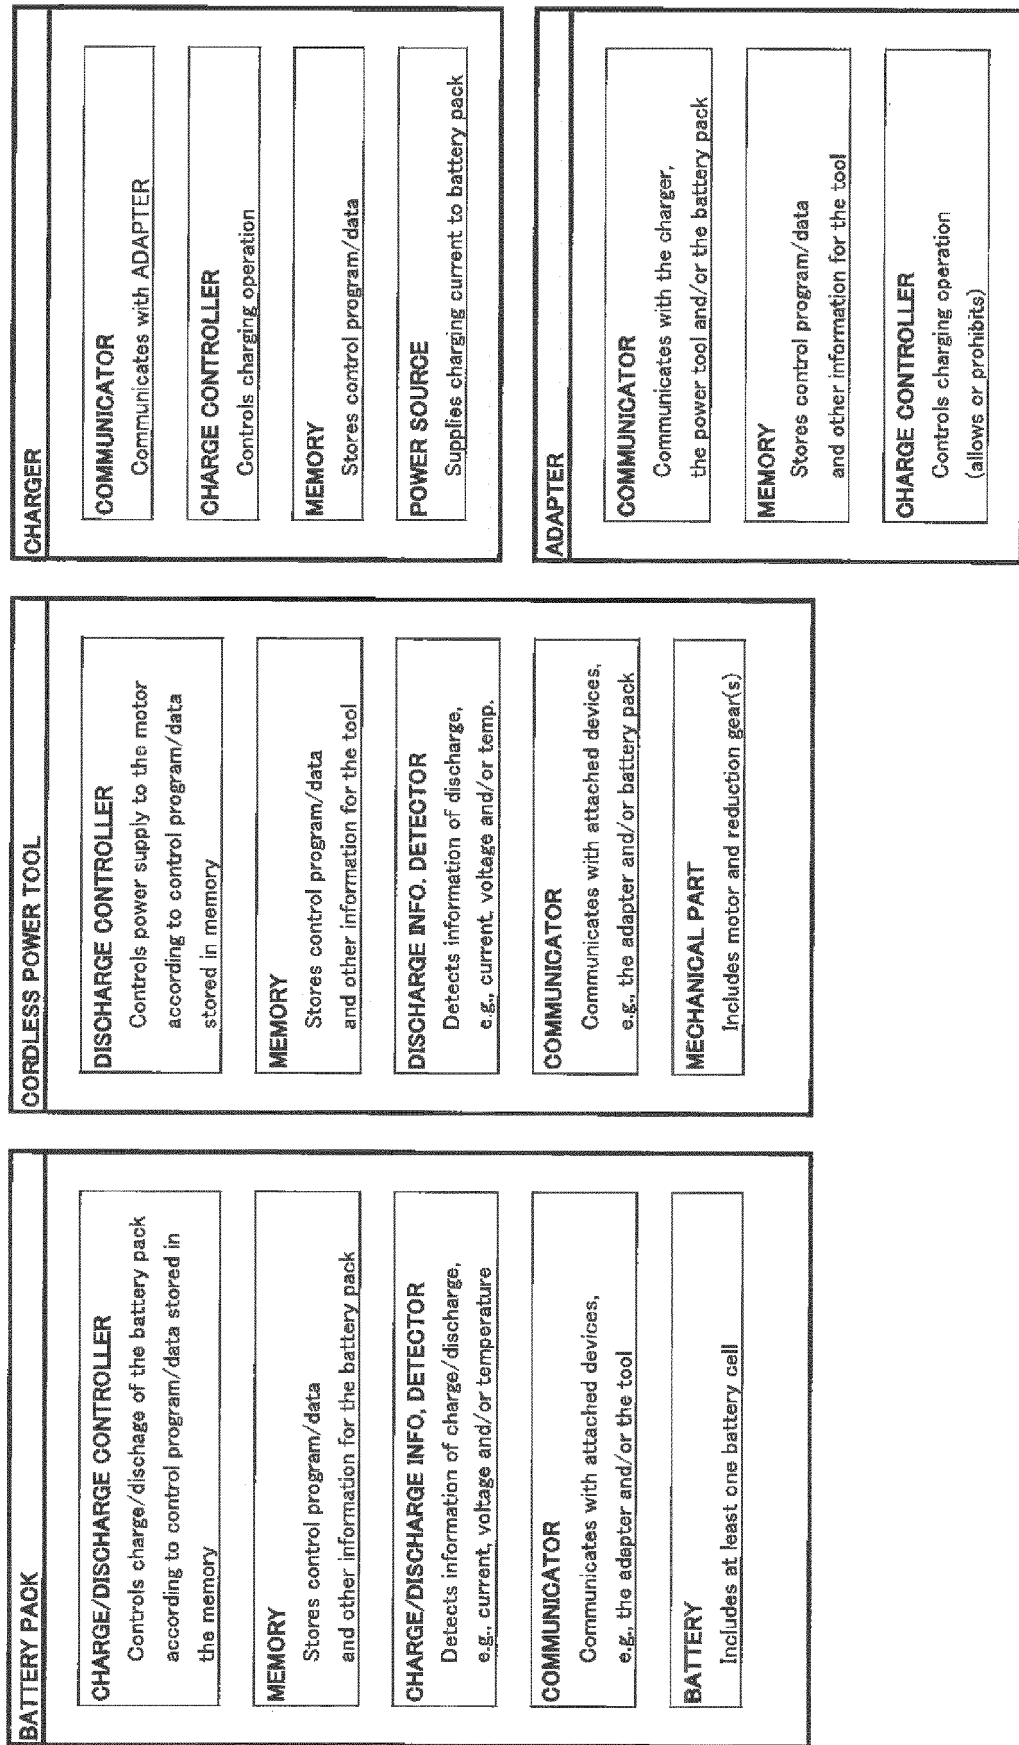 BATTERY PACK
CHARGE/DISCHARGE CONTROLLER
Controls charge/dischage of the battery pack
according to control program/data stored in
the memory
MEMORY
Stores control program/data
and other information for the battery pack
CHARGE/DISCHARGE INFO, DETECTOR
Detects information of charge/discharge,
e.g., current, voltage and/or temperature
COMMUNICATOR
Communicates with attached devices,
e.g., the adapter and/or the tool
BATTERY
Includes at least one battery cell
CORDLESS POWER TOOL
DISCHARGE CONTROLLER
Controls power supply to the motor
according to control program/data
stored in memory
MEMORY
Stores control program/data
and other information for the tool
DISCHARGE INFO. DETECTOR
Detects information of discharge,
e.g., current, voltage and/or temp.
COMMUNICATOR
Communicates with attached devices,
e.g., the adapter and/or battery pack
MECHANICAL PART
Includes motor and reduction gear(s)
CHARGER
COMMUNICATOR
Communicates with ADAPTER
CHARGE CONTROLLER
Controls charging operation
MEMORY
Stores control program/data
POWER SOURCE
Supplies charging current to battery pack
ADAPTER
COMMUNICATOR
Communicates with the charger,
the power tool and/or the battery pack
MEMORY
Stores control program/data
and other information for the tool
CHARGE CONTROLLER
Controls charging operation
(allows or prohibits)